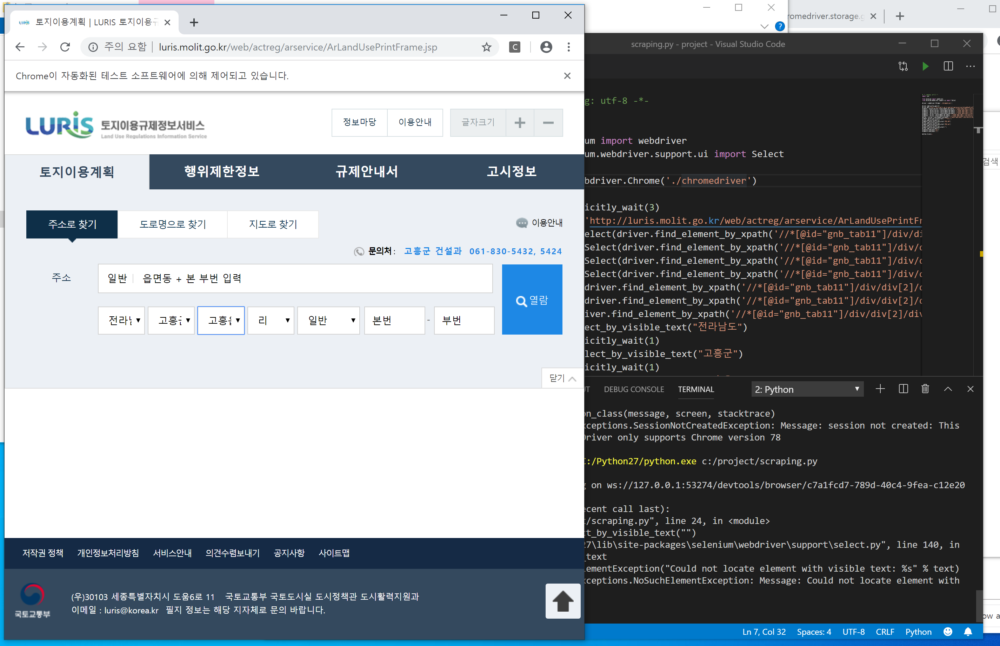 토지이용계획 | LURIS 토지이용
주의 요함 luris.molit.go.kr/web/actreg/arservice/ArLandUsePrintFrame.jsp
C
Chrome이 자동화된 테스트 소프트웨어에 의해 제어되고 있습니다.
LURIS 토지이용규제정보서비스
Land Use Regulations Information Service
정보마당 이용안내 글자크기
토지이용계획 행위제한정보 규제안내서 고시정보
주소로 찾기 도로명으로 찾기 지도로 찾기
이용안내
문의처 : 고흥군 건설과 061-830-5432, 5424
주소 일반 읍면동 + 본 부번 입력
열람
전라 고흥 고흥 리 일반 본번 - 부번
닫기
저작권 정책 개인정보처리방침 서비스안내 의견수렴보내기 공지사항 사이트맵
국토교통부
(우)30103 세종특별자치시 도움6로 11 국토교통부 국토도시실 도시정책관 도시활력지원과
이메일 : luris@korea.kr 필지 정보는 해당 지자체로 문의 바랍니다.
romedriver.storage.g
?
검색
scraping.py - project - Visual Studio Code
g: utf-8 -*-
um import webdriver
um.webdriver.support.ui import Select
bdriver.Chrome('./chromedriver')
icitly_wait(3)
'http://luris.molit.go.kr/web/actreg/arservice/ArLandUsePrintFr
elect(driver.find_element_by_xpath('//*[@id="gnb_tab11"]/div/di
Select(driver.find_element_by_xpath('//*[@id="gnb_tab11"]/div/d
Select(driver.find_element_by_xpath('//*[@id="gnb_tab11"]/div/d
Select(driver.find_element_by_xpath('//*[@id="gnb_tab11"]/div/d
driver.find_element_by_xpath('//*[@id="gnb_tab11"]/div/div[2]/d
driver.find_element_by_xpath('//*[@id="gnb_tab11"]/div/div[2]/d
iver.find_element_by_xpath('//*[@id="gnb_tab11"]/div/div[2]/div
ect_by_visible_text("전라남도")
icitly_wait(1)
lect_by_visible_text("고흥군")
icitly_wait(1)
UT DEBUG CONSOLE TERMINAL 2: Python
on_class(message, screen, stacktrace)
xceptions.SessionNotCreatedException: Message: session not created: This
Driver only supports Chrome version 78
C:/Python27/python.exe c:/project/scraping.py
g on ws://127.0.0.1:53274/devtools/browser/c7a1fcd7-789d-40c4-9fea-c12e20
ecent call last):
t/scraping.py", line 24, in <module>
ct_by_visible_text("")
27\lib\site-packages\selenium\webdriver\support\select.py", line 140, in
_text
lementException("Could not locate element with visible text: %s" % text)
xceptions.NoSuchElementException: Message: Could not locate element with
ow a
Ln 7, Col 32 Spaces: 4 UTF-8 CRLF Python